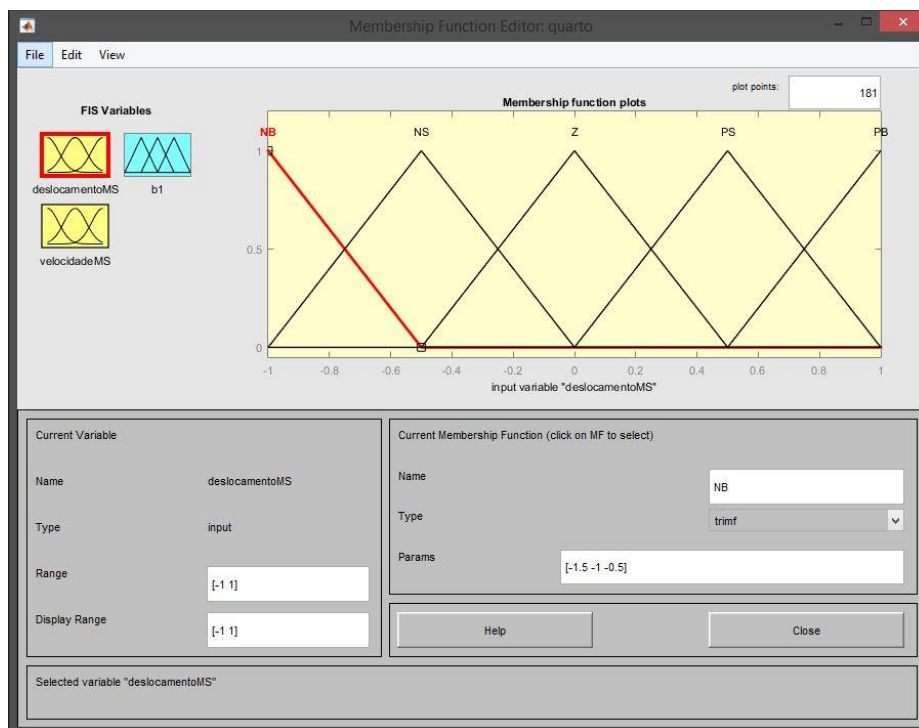 Membership Function Editor: quarto
File Edit View
FIS Variables
deslocamentoMS
b1
velocidadeMS
plot points:
181
Membership function plots
NB NS Z PS PB
1
0.5
0
-1 -0.8 -0.6 -0.4 -0.2 0 0.2 0.4 0.6 0.8 1
input variable "deslocamentoMS"
Current Variable
Name deslocamentoMS
Type input
Range [-1 1]
Display Range [-1 1]
Current Membership Function (click on MF to select)
Name NB
Type trimf
Params [-1.5 -1 -0.5]
Help Close
Selected variable "deslocamentoMS"